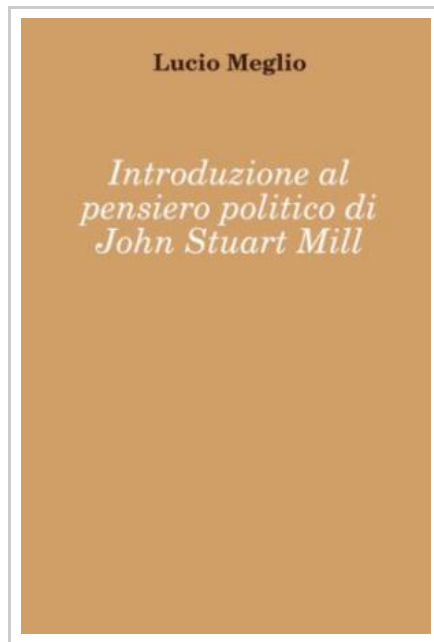 Lucio Meglio
Introduzione al
pensiero politico di
John Stuart Mill